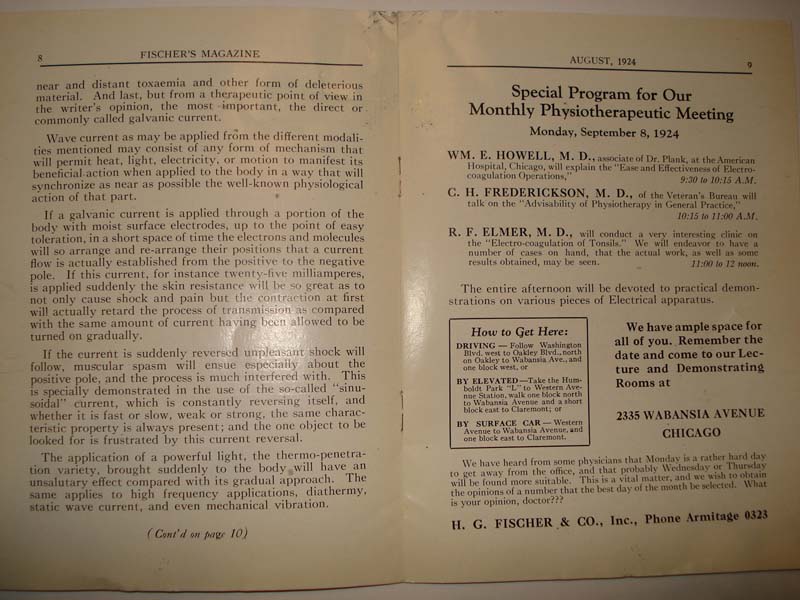 8
FISCHER'S MAGAZINE
near and distant toxaemia and other form of deleterious
material. And last, but from a therapeutic point of view in
the writer's opinion, the most important, the direct or
commonly called galvanic current.
Wave current as may be applied from the different modali-
ties mentioned may consist of any form of mechanism that
will permit heat, light, electricity, or motion to manifest its
beneficial action when applied to the body in a way that will
synchronize as near as possible the well-known physiological
action of that part.
If a galvanic current is applied through a portion of the
body with moist surface electrodes, up to the point of easy
toleration, in a short space of time the electrons and molecules
will so arrange and re-arrange their positions that a current
flow is actually established from the positive to the negative
pole. If this current, for instance twenty-five milliamperes,
is applied suddenly the skin resistance will be so great as to
not only cause shock and pain but the contraction at first
will actually retard the process of transmission as compared
with the same amount of current having been allowed to be
turned on gradually.
If the current is suddenly reversed unpleasant shock will
follow, muscular spasm will ensue especially about the
positive pole, and the process is much interfered with. This
is specially demonstrated in the use of the so-called "sinu-
soidal" current, which is constantly reversing itself, and
whether it is fast or slow, weak or strong, the same charac-
teristic property is always present; and the one object to be
looked for is frustrated by this current reversal.
The application of a powerful light, the thermo-penetra-
tion variety, brought suddenly to the body will have an
unsalutary effect compared with its gradual approach. The
same applies to high frequency applications, diathermy,
static wave current, and even mechanical vibration.
(Cont'd on page 10)
AUGUST, 1924
9
Special Program for Our
Monthly Physiotherapeutic Meeting
Monday, September 8, 1924
WM. E. HOWELL, M. D., associate of Dr. Plank, at the American
Hospital, Chicago, will explain the "Ease and Effectiveness of Electro-
coagulation Operations,"
9:30 to 10:15 A.M.
C. H. FREDERICKSON, M. D., of the Veteran's Bureau will
talk on the "Advisability of Physiotherapy in General Practice,"
10:15 to 11:00 A.M.
R. F. ELMER, M. D., will conduct a very interesting clinic on
the "Electro-coagulation of Tonsils." We will endeavor to have a
number of cases on hand, that the actual work, as well as some
results obtained, may be seen. 11:00 to 12 noon.
The entire afternoon will be devoted to practical demon-
strations on various pieces of Electrical apparatus.
How to Get Here:
DRIVING — Follow Washington
Blvd. west to Oakley Blvd., north
on Oakley to Wabansia Ave., and
one block west, or
BY ELEVATED—Take the Hum-
boldt Park "L" to Western Ave-
nue Station, walk one block north
to Wabansia Avenue and a short
block east to Claremont; or
BY SURFACE CAR — Western
Avenue to Wabansia Avenue, and
one block east to Claremont.
We have ample space for
all of you. Remember the
date and come to our Lec-
ture and Demonstrating
Rooms at
2335 WABANSIA AVENUE
CHICAGO
We have heard from some physicians that Monday is a rather hard day
to get away from the office, and that probably Wednesday or Thursday
will be found more suitable. This is a vital matter, and we wish to obtain
the opinions of a number that the best day of the month be selected. What
is your opinion, doctor???
H. G. FISCHER & CO., Inc., Phone Armitage 0323